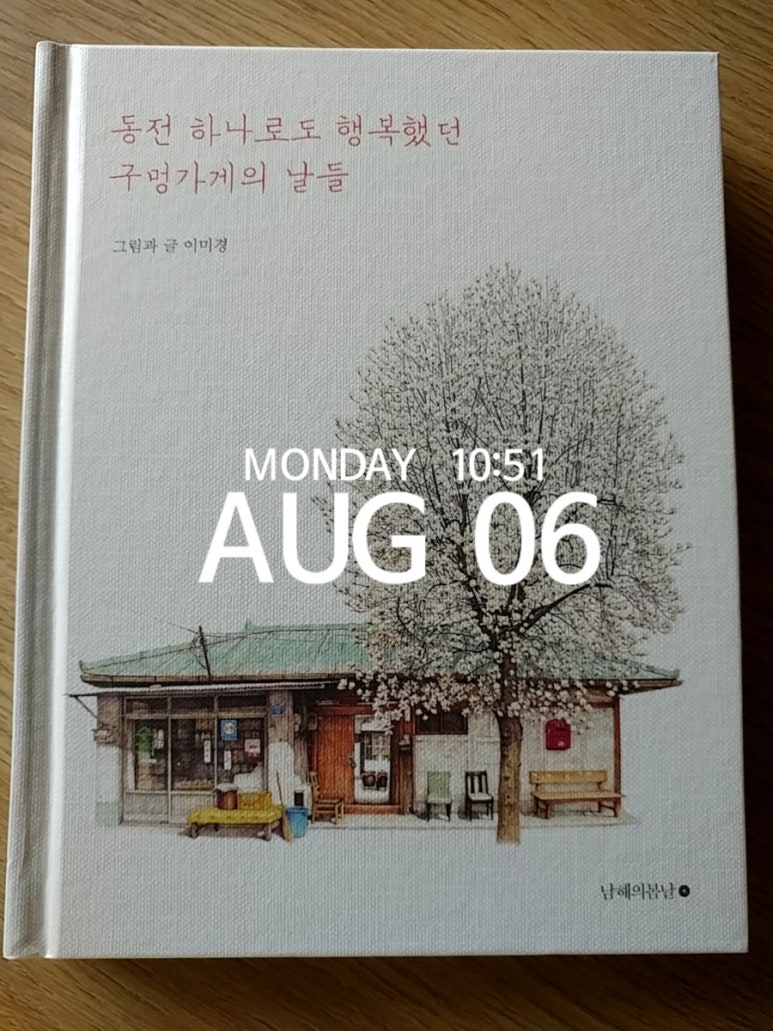 동전 하나로도 행복했던
구멍가게의 날들
그림과 글 이미경
MONDAY 10:51
AUG 06
남해의봄날